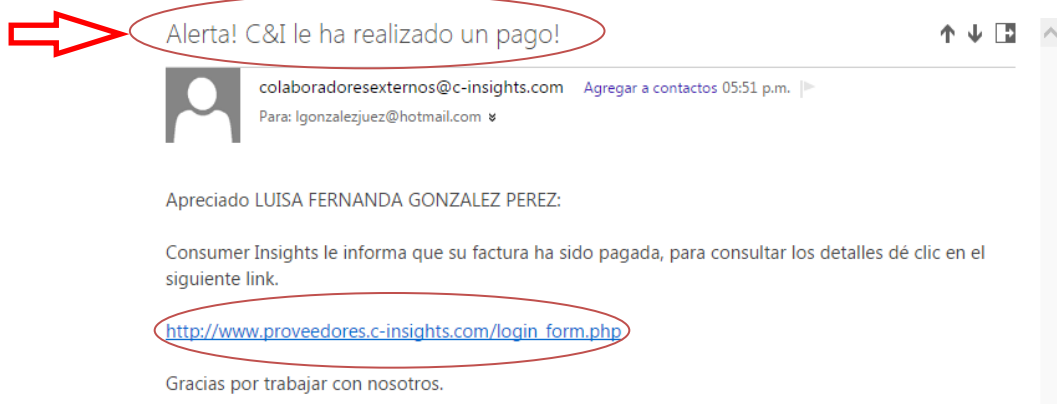 Alerta! C&I le ha realizado un pago!
colaboradoresexternos@c-insights.com Agregar a contactos 05:51 p.m.
Para: lgonzalezjuez@hotmail.com
Apreciado LUISA FERNANDA GONZALEZ PEREZ:
Consumer Insights le informa que su factura ha sido pagada, para consultar los detalles dé clic en el
siguiente link.
http://www.proveedores.c-insights.com/login_form.php
Gracias por trabajar con nosotros.